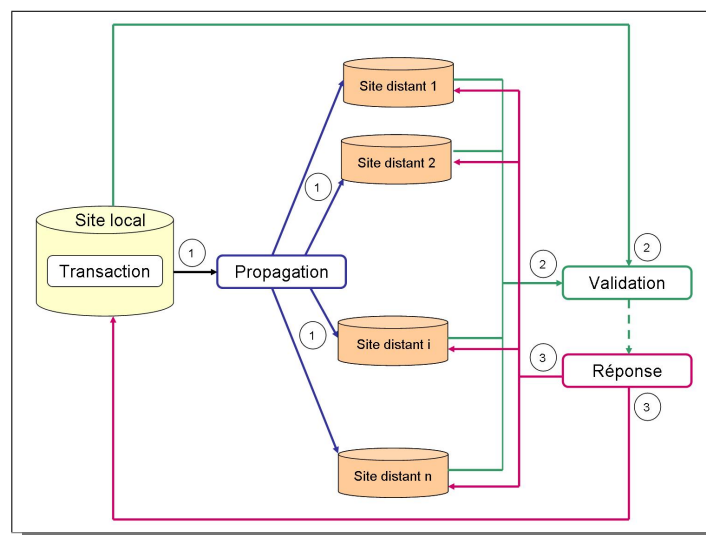 Site distant 1
Site distant 2
1
Site local
1
2
2
Transaction
Propagation
Validation
1
Site distant i
3
Réponse
3
Site distant n